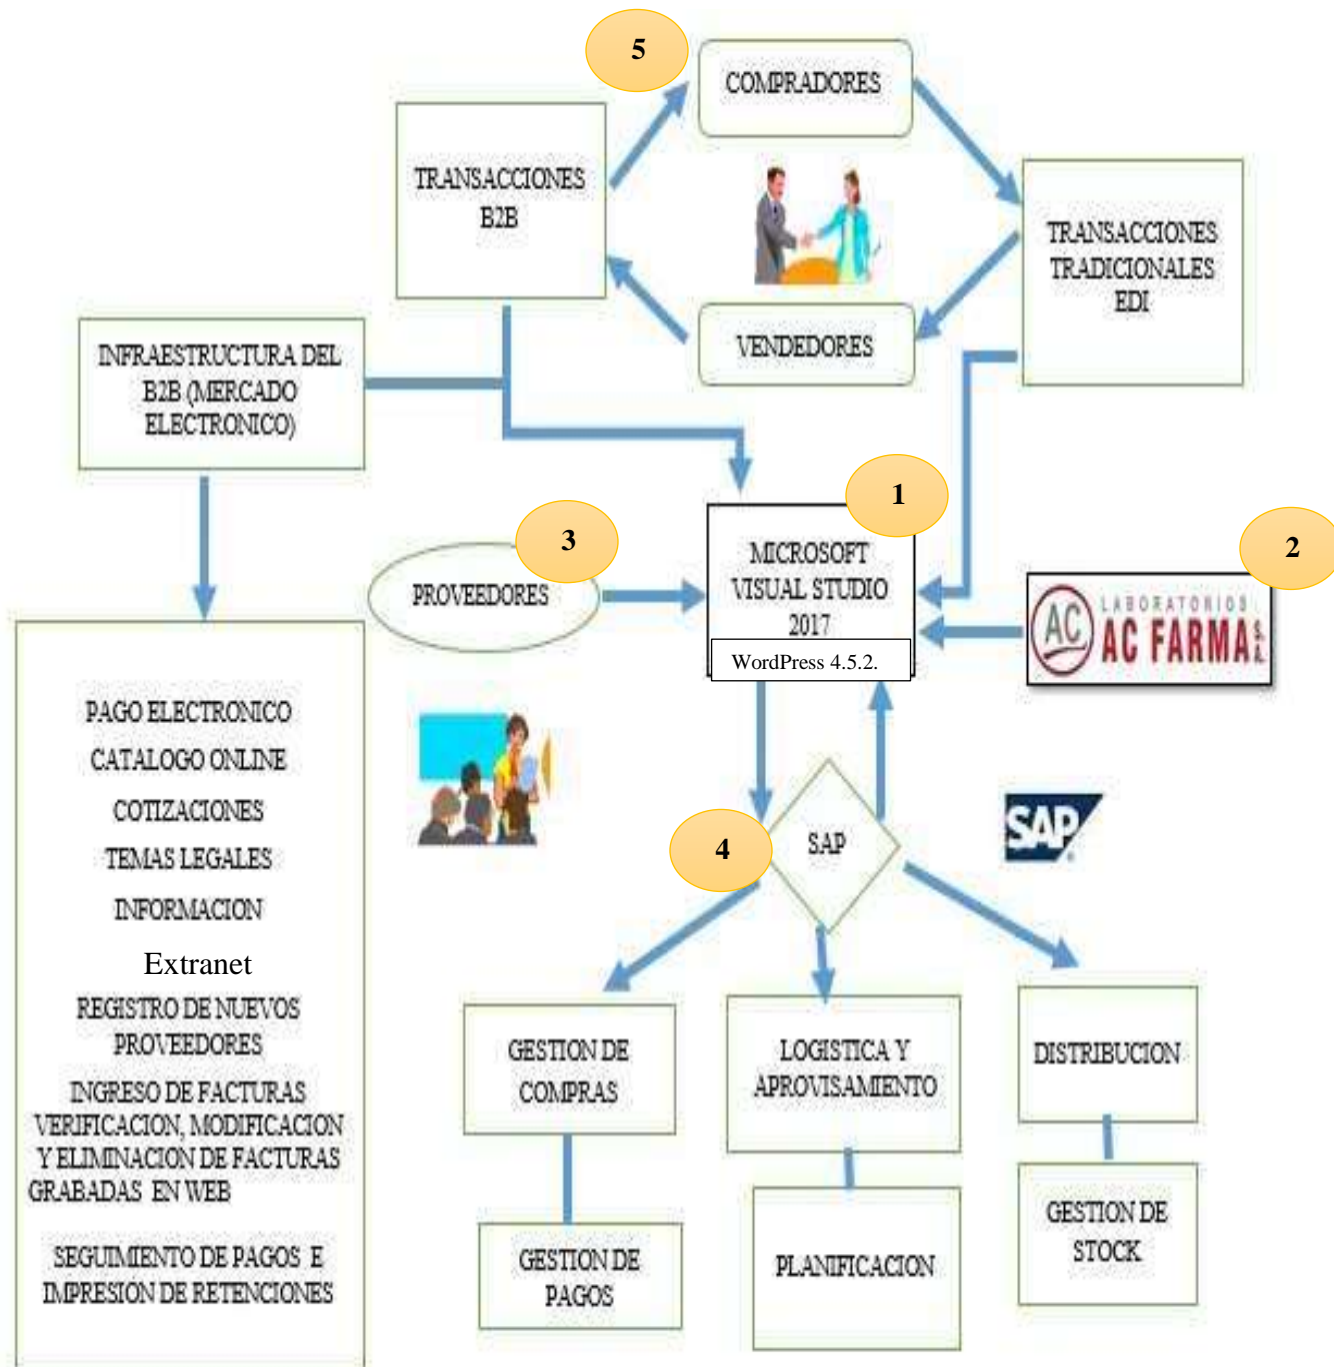 5
COMPRADORES
TRANSACCIONES
B2B
TRANSACCIONES
TRADICIONALES
EDI
VENDEDORES
INFRAESTRUCTURA DEL
B2B (MERCADO
ELECTRONICO)
1
MICROSOFT
VISUAL STUDIO
2017
WordPress 4.5.2.
3
PROVEEDORES
2
AC
LABORATORIOS
AC FARMA
PAGO ELECTRONICO
CATALOGO ONLINE
COTIZACIONES
TEMAS LEGALES
INFORMACION
Extranet
REGISTRO DE NUEVOS
PROVEEDORES
INGRESO DE FACTURAS
VERIFICACION, MODIFICACION
Y ELIMINACION DE FACTURAS
GRABADAS EN WEB
SEGUIMIENTO DE PAGOS E
IMPRESION DE RETENCIONES
4
SAP
SAP
GESTION DE
COMPRAS
LOGISTICA Y
APROVISAMIENTO
DISTRIBUCION
GESTION DE
PAGOS
PLANIFICACION
GESTION DE
STOCK